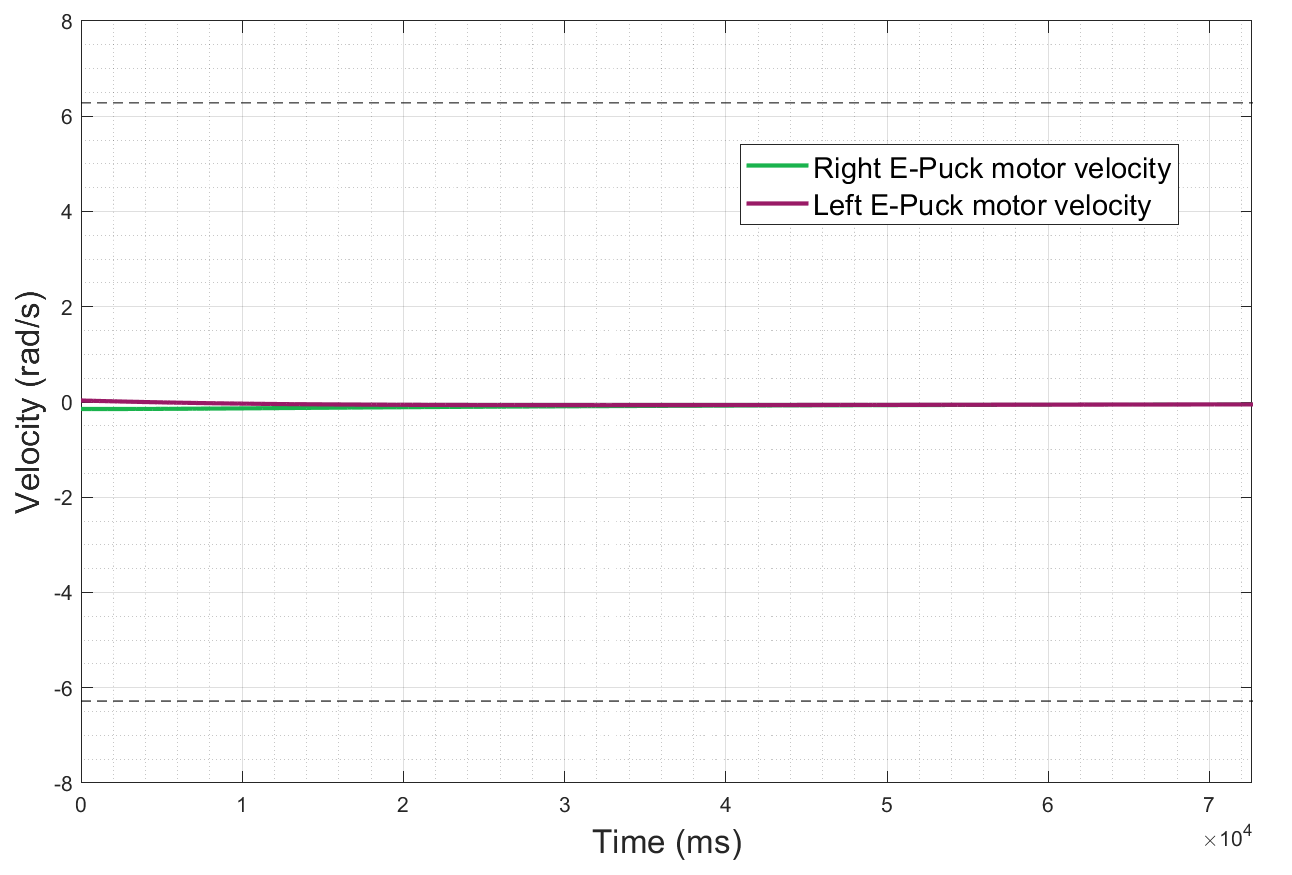 8
6
4
2
0
-2
-4
-6
-8
Velocity (rad/s)
Right E-Puck motor velocity
Left E-Puck motor velocity
0 1 2 3 4 5 6 7
×10⁴
Time (ms)